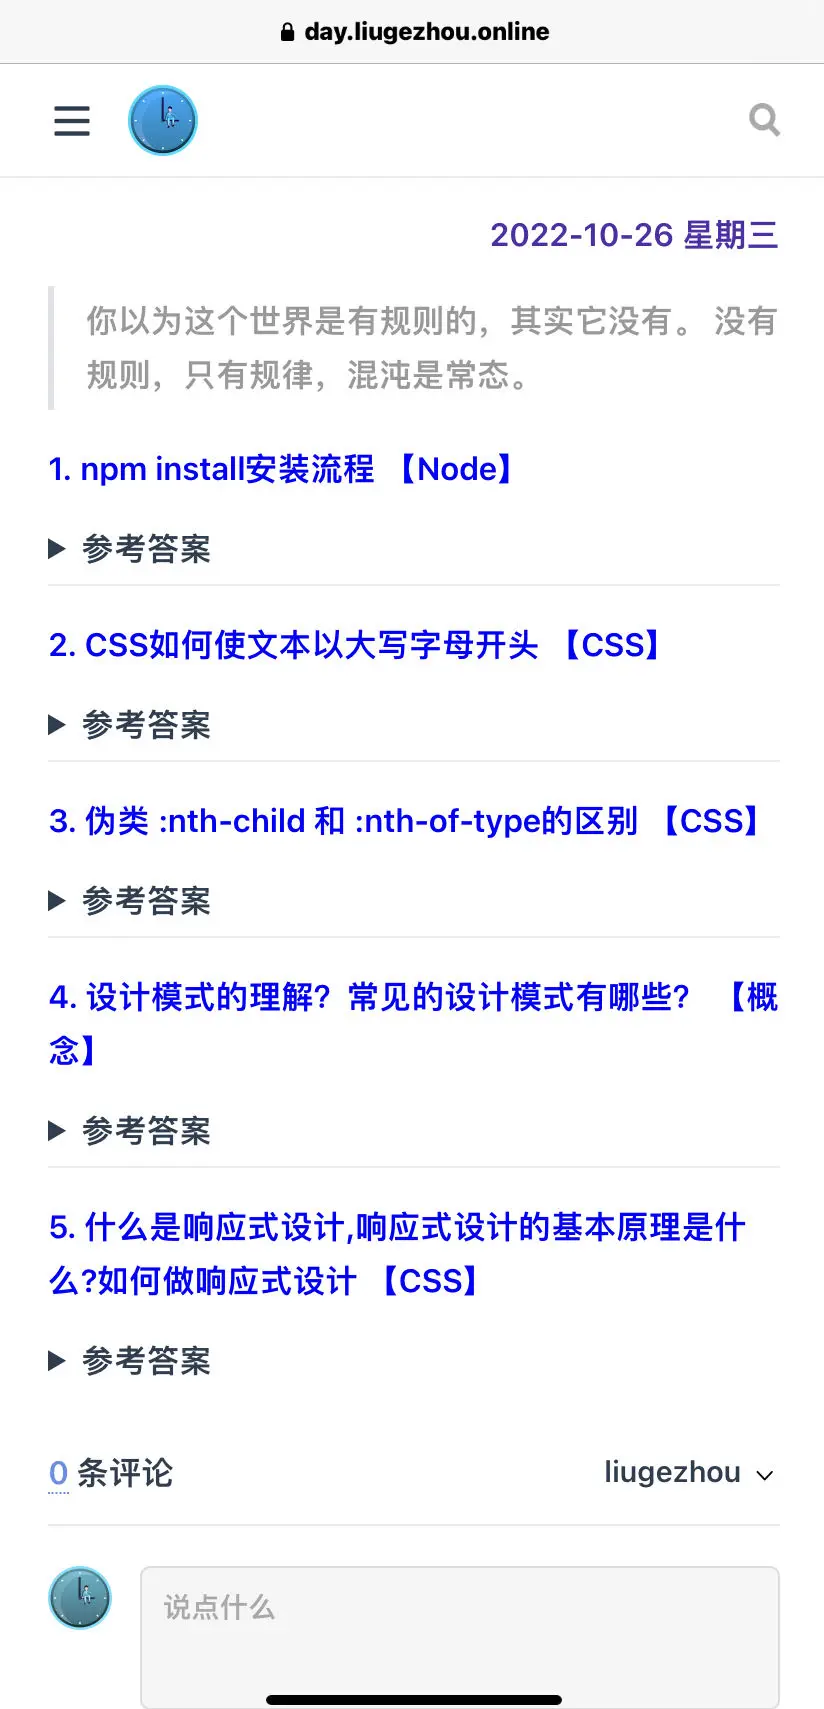 day.liugezhou.online
2022-10-26 星期三
你以为这个世界是有规则的，其实它没有。 没有
规则，只有规律，混沌是常态。
1. npm install安装流程 【Node】
▶ 参考答案
2. CSS如何使文本以大写字母开头 【CSS】
▶ 参考答案
3. 伪类 :nth-child 和 :nth-of-type的区别 【CSS】
▶ 参考答案
4. 设计模式的理解？常见的设计模式有哪些？ 【概
念】
▶ 参考答案
5. 什么是响应式设计,响应式设计的基本原理是什
么?如何做响应式设计 【CSS】
▶ 参考答案
0 条评论 liugezhou
说点什么